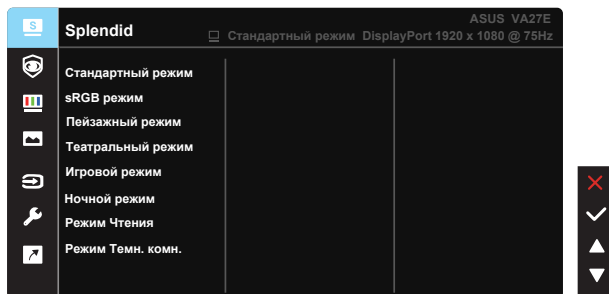 S
ASUS VA27E
Splendid
Стандартный режим DisplayPort 1920 x 1080 @ 75Hz
Стандартный режим
sRGB режим
Пейзажный режим
Театральный режим
Игровой режим
Ночной режим
Режим Чтения
Режим Темн. комн.